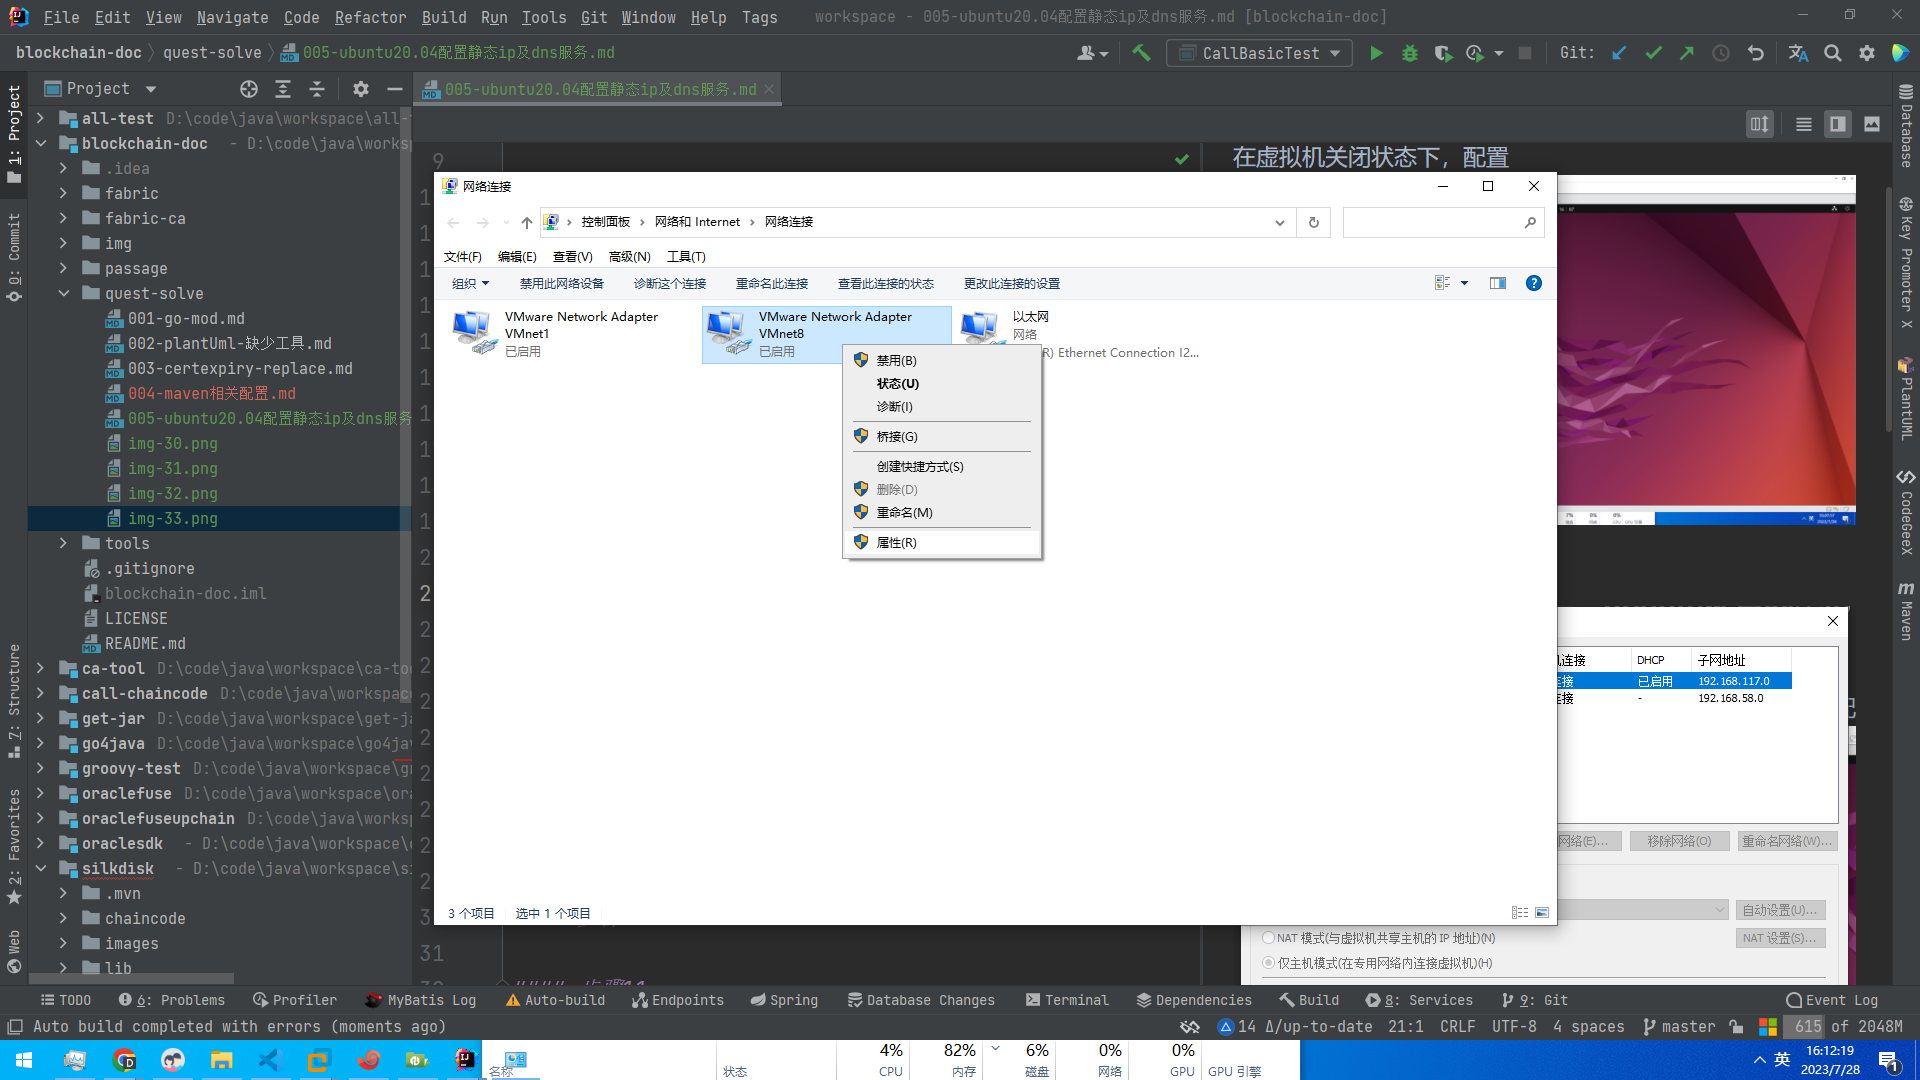 File Edit View Navigate Code Refactor Build Run Tools Git Window Help Tags workspace - 005-ubuntu20.04配置静态ip及dns服务.md [blockchain-doc]
blockchain-doc quest-solve 005-ubuntu20.04配置静态ip及dns服务.md CallBasicTest Git:
Project
005-ubuntu20.04配置静态ip及dns服务.md
1: Project
0: Commit
7: Structure
2: Favorites
Web
all-test D:\code\java\workspace\all-
blockchain-doc - D:\code\java\works
.idea
fabric
fabric-ca
img
passage
quest-solve
001-go-mod.md
002-plantUml-缺少工具.md
003-certexpiry-replace.md
004-maven相关配置.md
005-ubuntu20.04配置静态ip及dns服务
img-30.png
img-31.png
img-32.png
img-33.png
tools
.gitignore
blockchain-doc.iml
LICENSE
README.md
ca-tool D:\code\java\workspace\ca-to
call-chaincode D:\code\java\workspace
get-jar D:\code\java\workspace\get-ja
go4java D:\code\java\workspace\go4jav
groovy-test D:\code\java\workspace\gr
oraclefuse D:\code\java\workspace\ora
oraclefuseupchain D:\code\java\worksp
oraclesdk - D:\code\java\workspace\
silkdisk - D:\code\java\workspace\si
.mvn
chaincode
images
lib
9
31
在虚拟机关闭状态下，配置
网络连接
控制面板 网络和 Internet 网络连接
文件(F) 编辑(E) 查看(V) 高级(N) 工具(T)
组织 禁用此网络设备 诊断这个连接 重命名此连接 查看此连接的状态 更改此连接的设置
VMware Network Adapter VMnet1
已启用
VMware Network Adapter VMnet8
已启用
以太网
网络
R) Ethernet Connection I2...
禁用(B)
状态(U)
诊断(I)
桥接(G)
创建快捷方式(S)
删除(D)
重命名(M)
属性(R)
3 个项目 选中 1 个项目
连接 DHCP 子网地址
接 已启用 192.168.117.0
接 - 192.168.58.0
网络(E)... 移除网络(O) 重命名网络(W)...
自动设置(U)...
NAT 模式(与虚拟机共享主机的 IP 地址)(N) NAT 设置(S)...
仅主机模式(在专用网络内连接虚拟机)(H)
Database
Key Promoter X
PlantUML
CodeGeeX
Maven
TODO 6: Problems Profiler MyBatis Log Auto-build Endpoints Spring Database Changes Terminal Dependencies Build 8: Services 9: Git Event Log
Auto build completed with errors (moments ago) 14 Δ/up-to-date 21:1 CRLF UTF-8 4 spaces master 615 of 2048M
名称 状态
4% CPU
82% 内存
6% 磁盘
0% 网络
0% GPU
GPU 引擎
英
16:12:19
2023/7/28
1